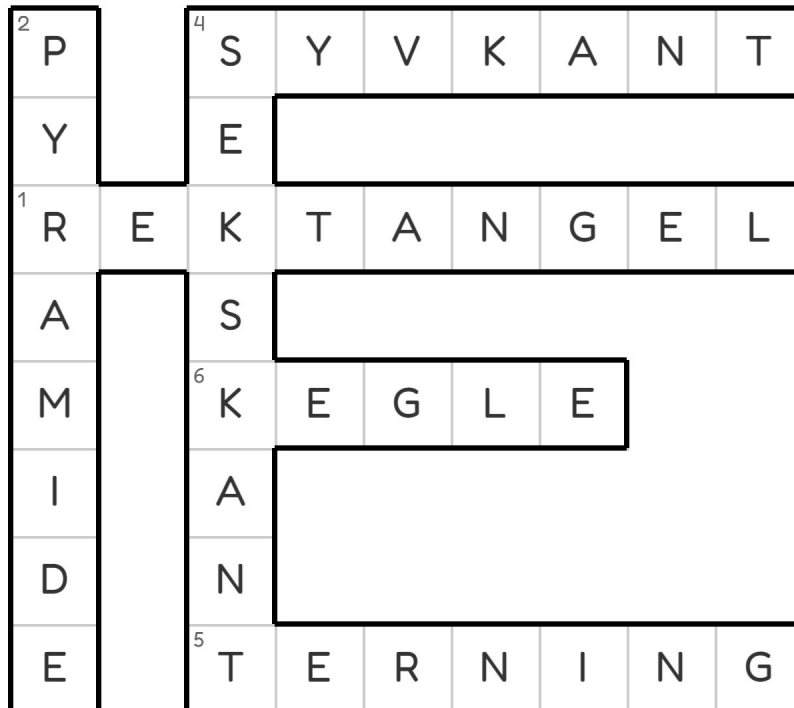 2 P 4 S Y V K A N T
Y E
1 R E K T A N G E L
A S
M 6 K E G L E
I A
D N
E 5 T E R N I N G